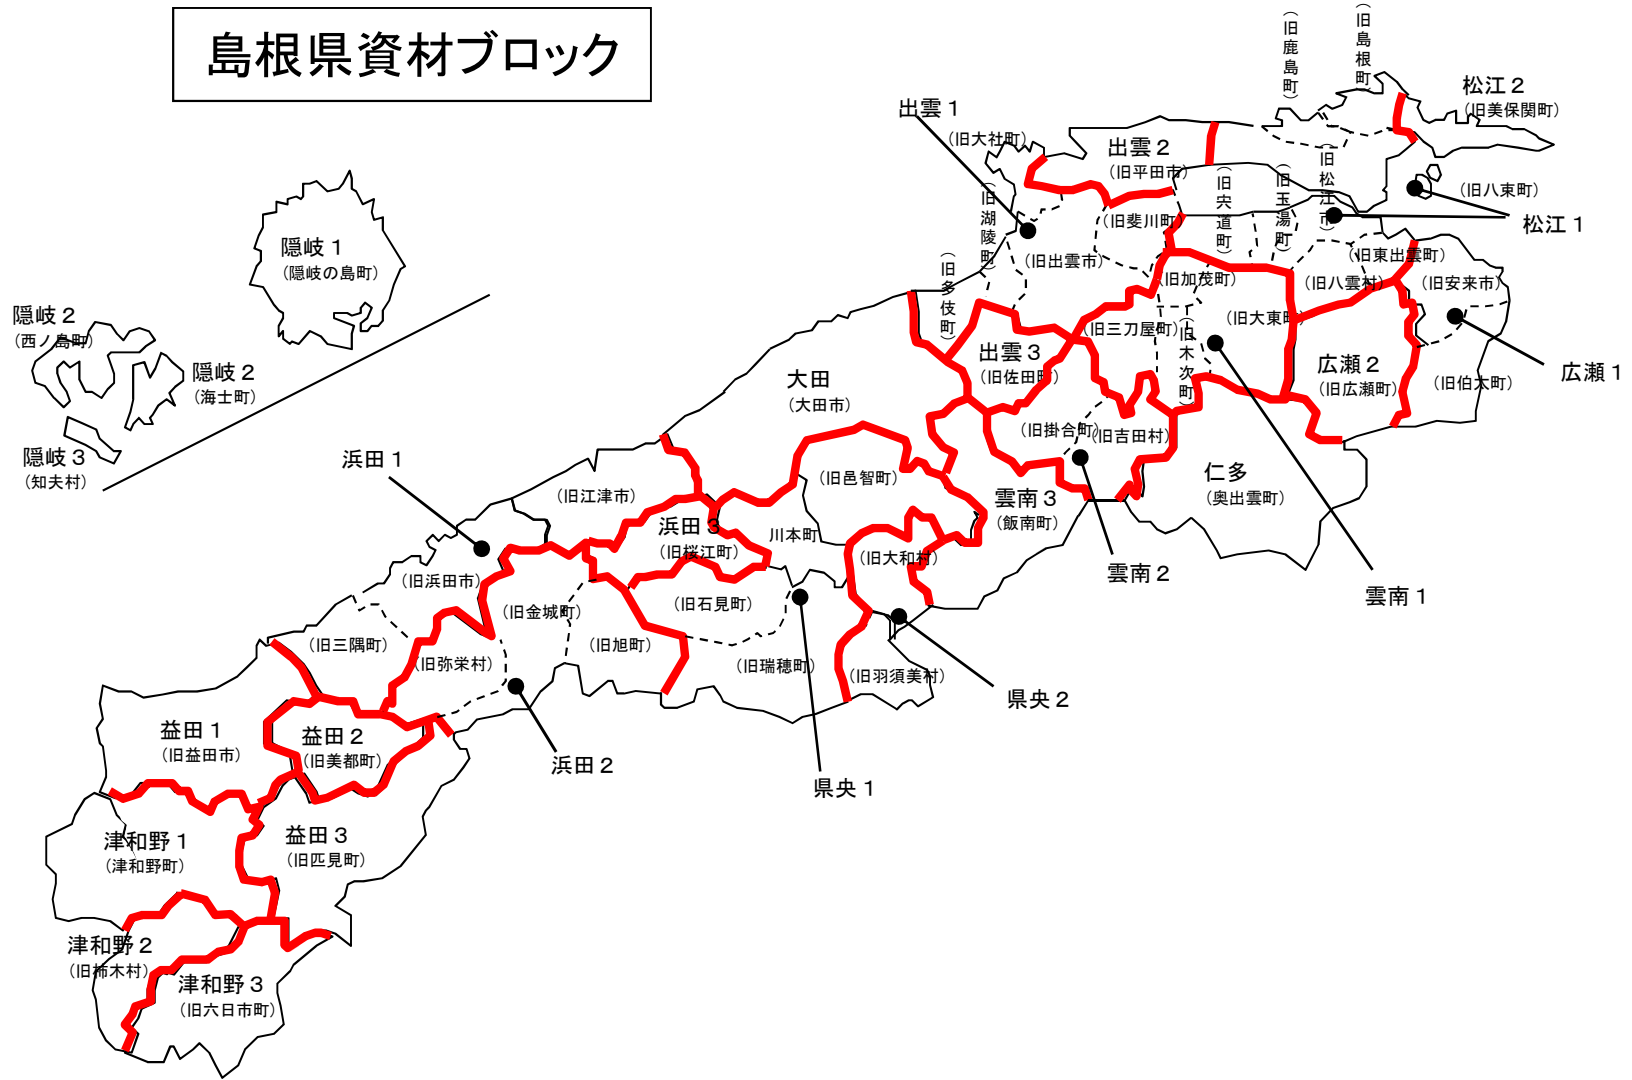 島根県資材ブロック
（旧鹿島町）
（旧島根町）
松江２
（旧美保関町）
出雲１
（旧大社町）
出雲２
（旧平田市）
（旧松江市）
（旧八束町）
松江１
（旧湖陵町）
（旧斐川町）
（旧宍道町）
（旧玉湯町）
隠岐１
（隠岐の島町）
（旧多伎町）
（旧出雲市）
（旧加茂町）
（旧東出雲町）
（旧八雲村）
（旧安来市）
隠岐２
（西ノ島町）
（旧三刀屋町）
（旧木次町）
（旧大東町）
出雲３
（旧佐田町）
広瀬２
（旧広瀬町）
広瀬１
（旧伯太町）
隠岐２
（海士町）
大田
（大田市）
隠岐３
（知夫村）
（旧掛合町）
（旧吉田村）
浜田１
（旧江津市）
（旧邑智町）
雲南３
（飯南町）
仁多
（奥出雲町）
浜田３
（旧桜江町）
川本町
（旧大和村）
雲南２
雲南１
（旧浜田市）
（旧金城町）
（旧石見町）
（旧三隅町）
（旧弥栄村）
（旧旭町）
（旧瑞穂町）
（旧羽須美村）
県央２
益田１
（旧益田市）
益田２
（旧美都町）
浜田２
県央１
津和野１
（津和野町）
益田３
（旧匹見町）
津和野２
（旧柿木村）
津和野３
（旧六日市町）